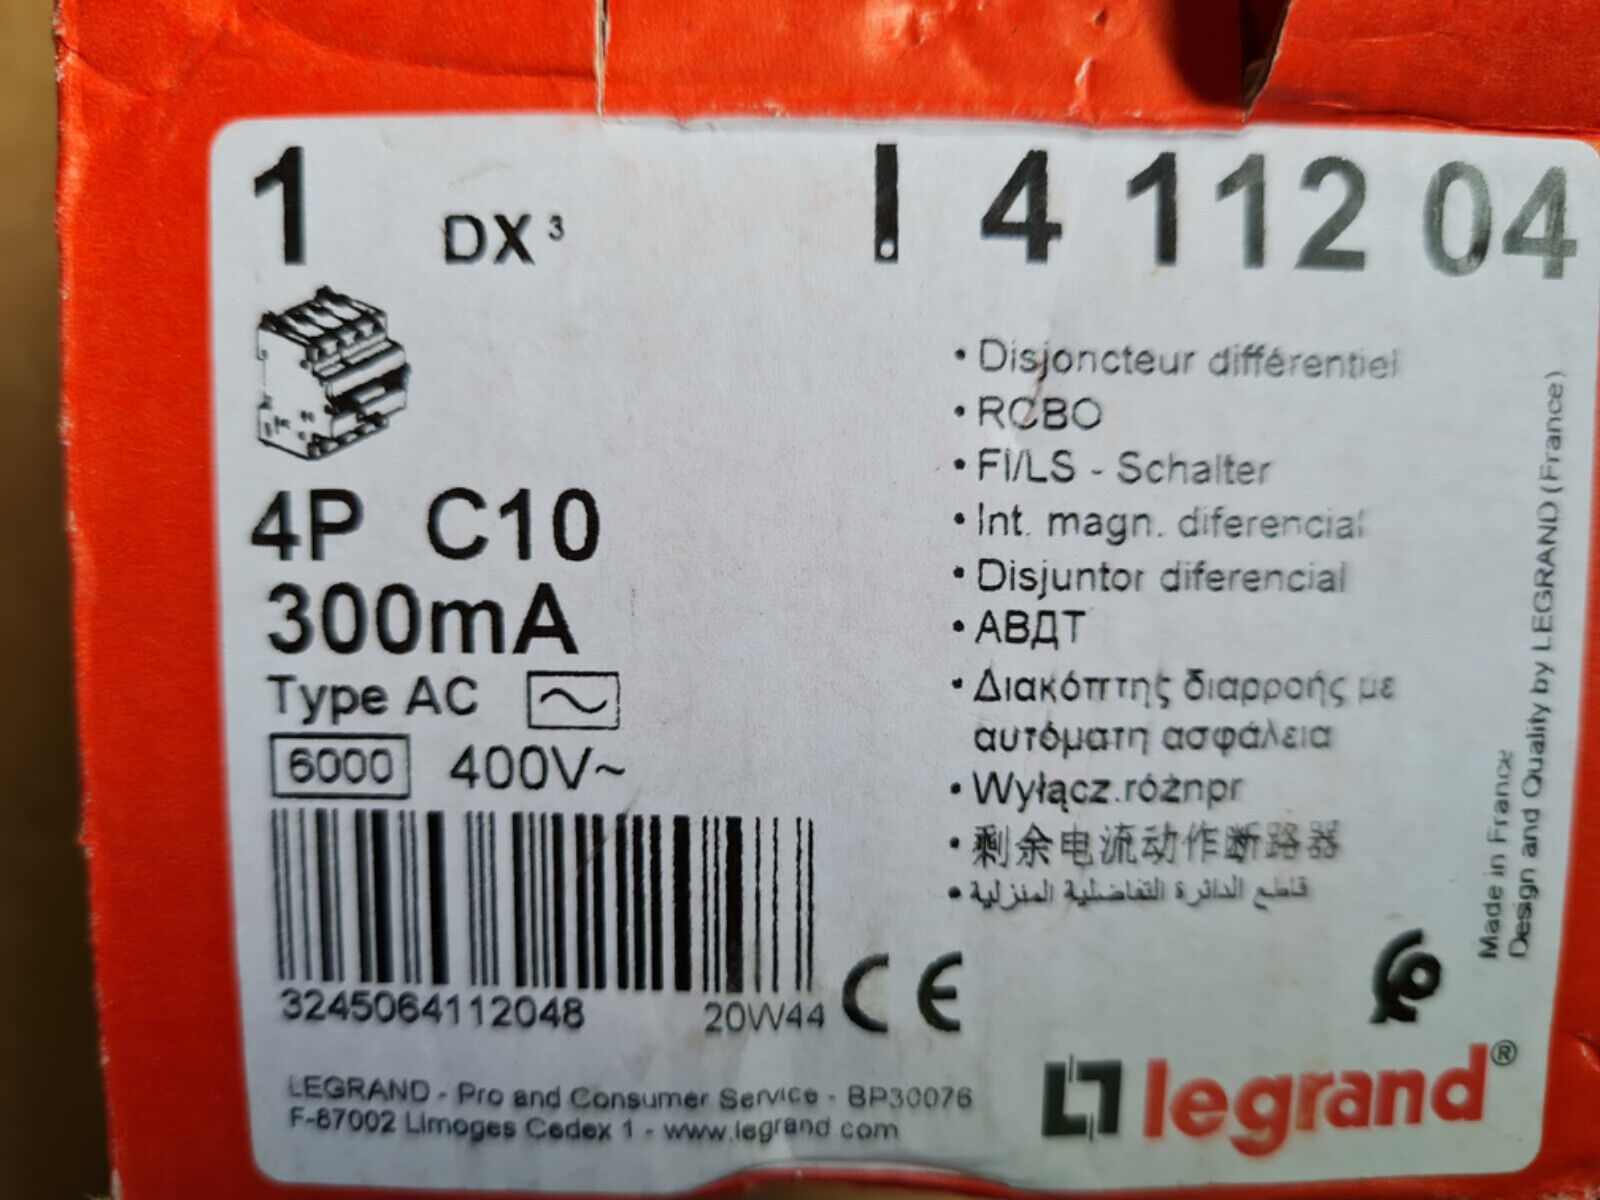 1 DX³ 4 112 04
4P C10
300mA
Type AC
6000 400V~
3245064112048 20W44
CE
• Disjoncteur différentiel
• RCBO
• FI/LS - Schalter
• Int. magn. diferencial
• Disjuntor diferencial
• АВДТ
• Διακόπτης διαρροής με
αυτόματη ασφάλεια
• Wyłącz.różnpr
• 剩余电流动作断路器
• قاطع الدائرة التفاضلية المنزلية
Made in France
Design and Quality by LEGRAND (France)
LEGRAND - Pro and Consumer Service - BP30076
F-87002 Limoges Cedex 1 - www.legrand.com
legrand®